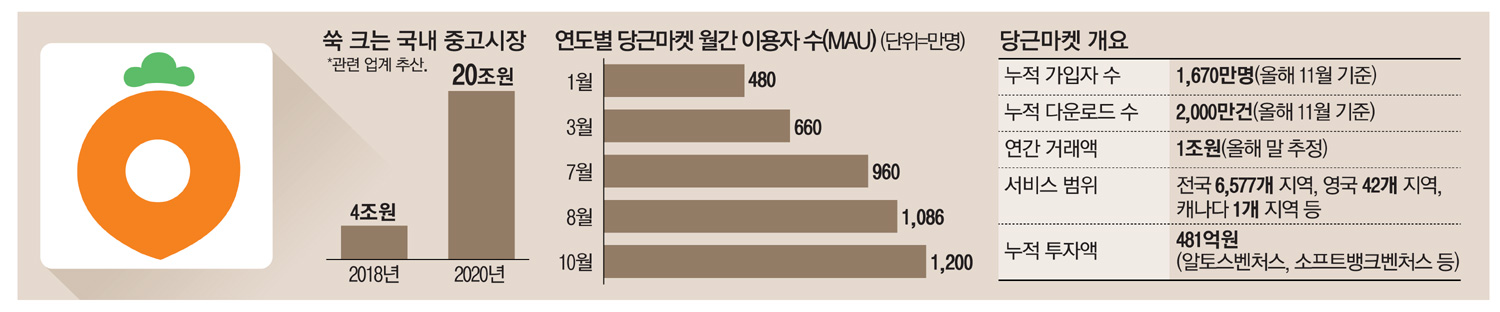 쑥 크는 국내 중고시장
*관련 업계 추산.
20조원
4조원
2018년
2020년
연도별 당근마켓 월간 이용자 수(MAU) (단위=만명)
1월 480
3월 660
7월 960
8월 1,086
10월 1,200
당근마켓 개요
누적 가입자 수 1,670만명(올해 11월 기준)
누적 다운로드 수 2,000만건(올해 11월 기준)
연간 거래액 1조원(올해 말 추정)
서비스 범위 전국 6,577개 지역, 영국 42개 지역,
캐나다 1개 지역 등
누적 투자액 481억원
(알토스벤처스, 소프트뱅크벤처스 등)